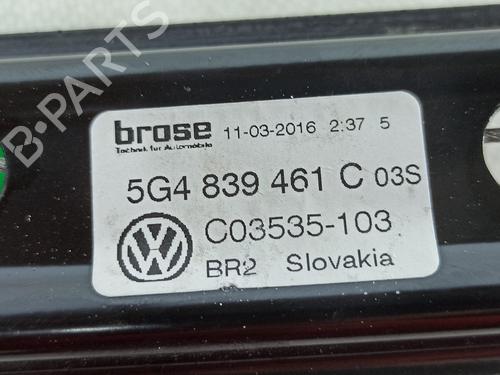 B-PARTS
brose 11-03-2016 2:37 5
Technik für Automobile
5G4 839 461 C 03S
C03535-103
BR2 Slovakia